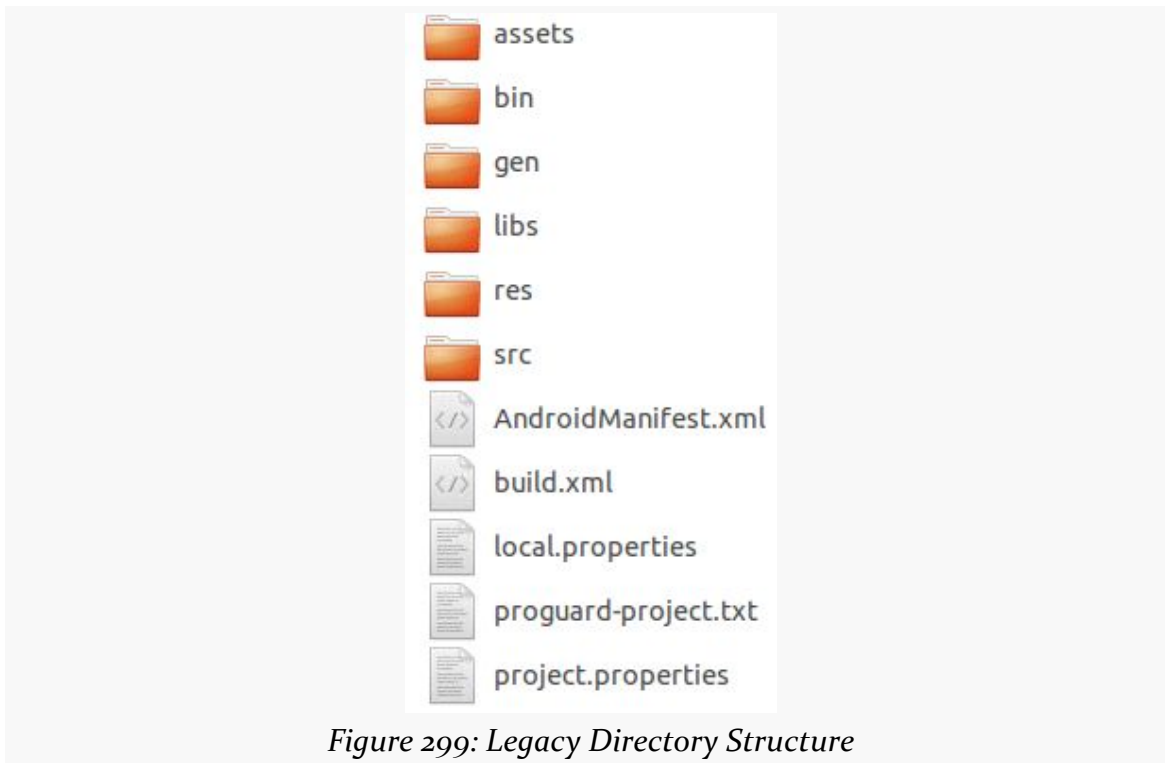 assets
bin
gen
libs
res
src
AndroidManifest.xml
build.xml
local.properties
proguard-project.txt
project.properties
Figure 299: Legacy Directory Structure